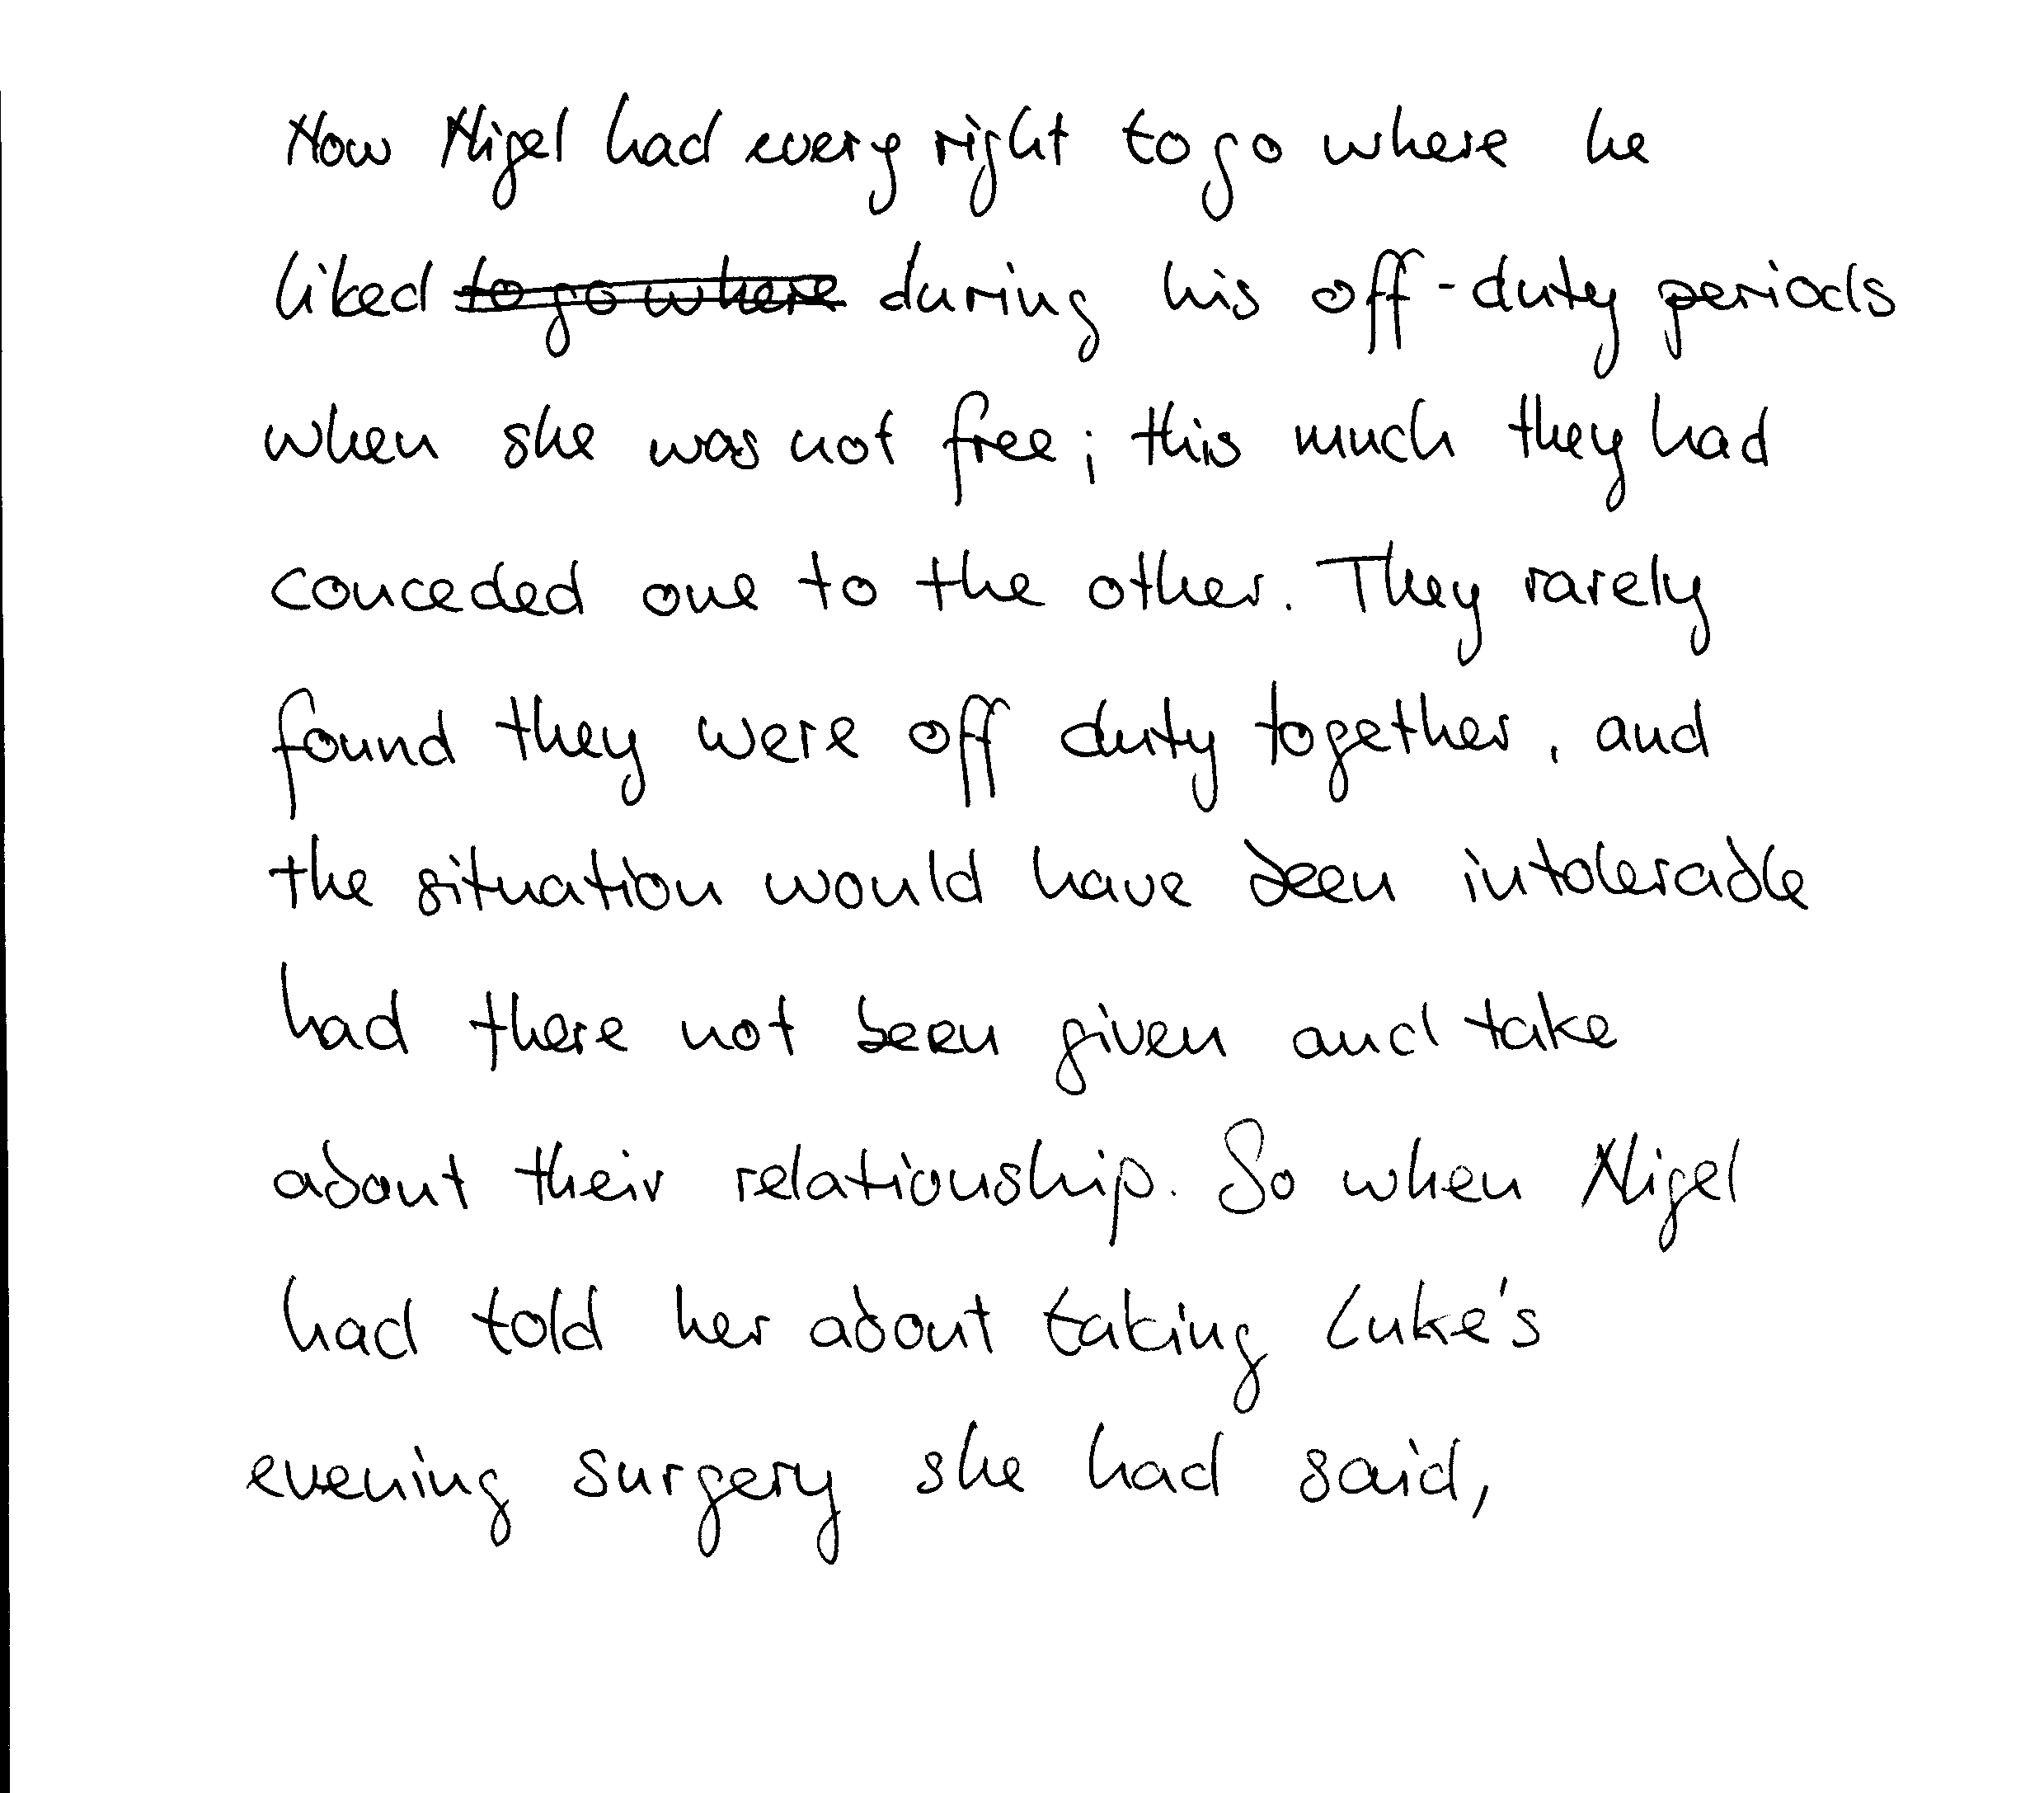 Now Nigel had every right to go where he
liked to go where during his off-duty periods
when she was not free; this much they had
conceded one to the other. They rarely
found they were off duty together, and
the situation would have been intolerable
had there not been given and take
about their relationship. So when Nigel
had told her about taking Luke's
evening surgery she had said,